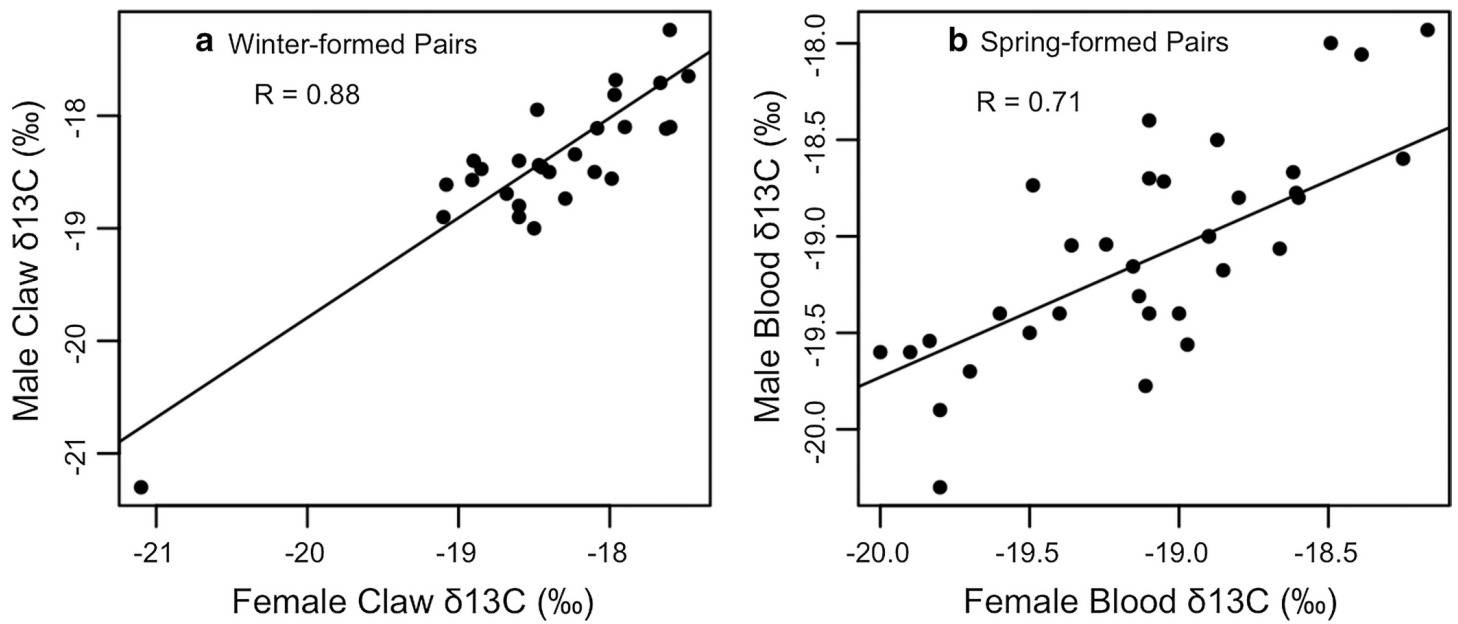 a Winter-formed Pairs
R = 0.88
Male Claw δ13C (‰)
-18
-19
-20
-21
-21 -20 -19 -18
Female Claw δ13C (‰)
b Spring-formed Pairs
R = 0.71
Male Blood δ13C (‰)
-18.0
-18.5
-19.0
-19.5
-20.0
-20.0 -19.5 -19.0 -18.5
Female Blood δ13C (‰)